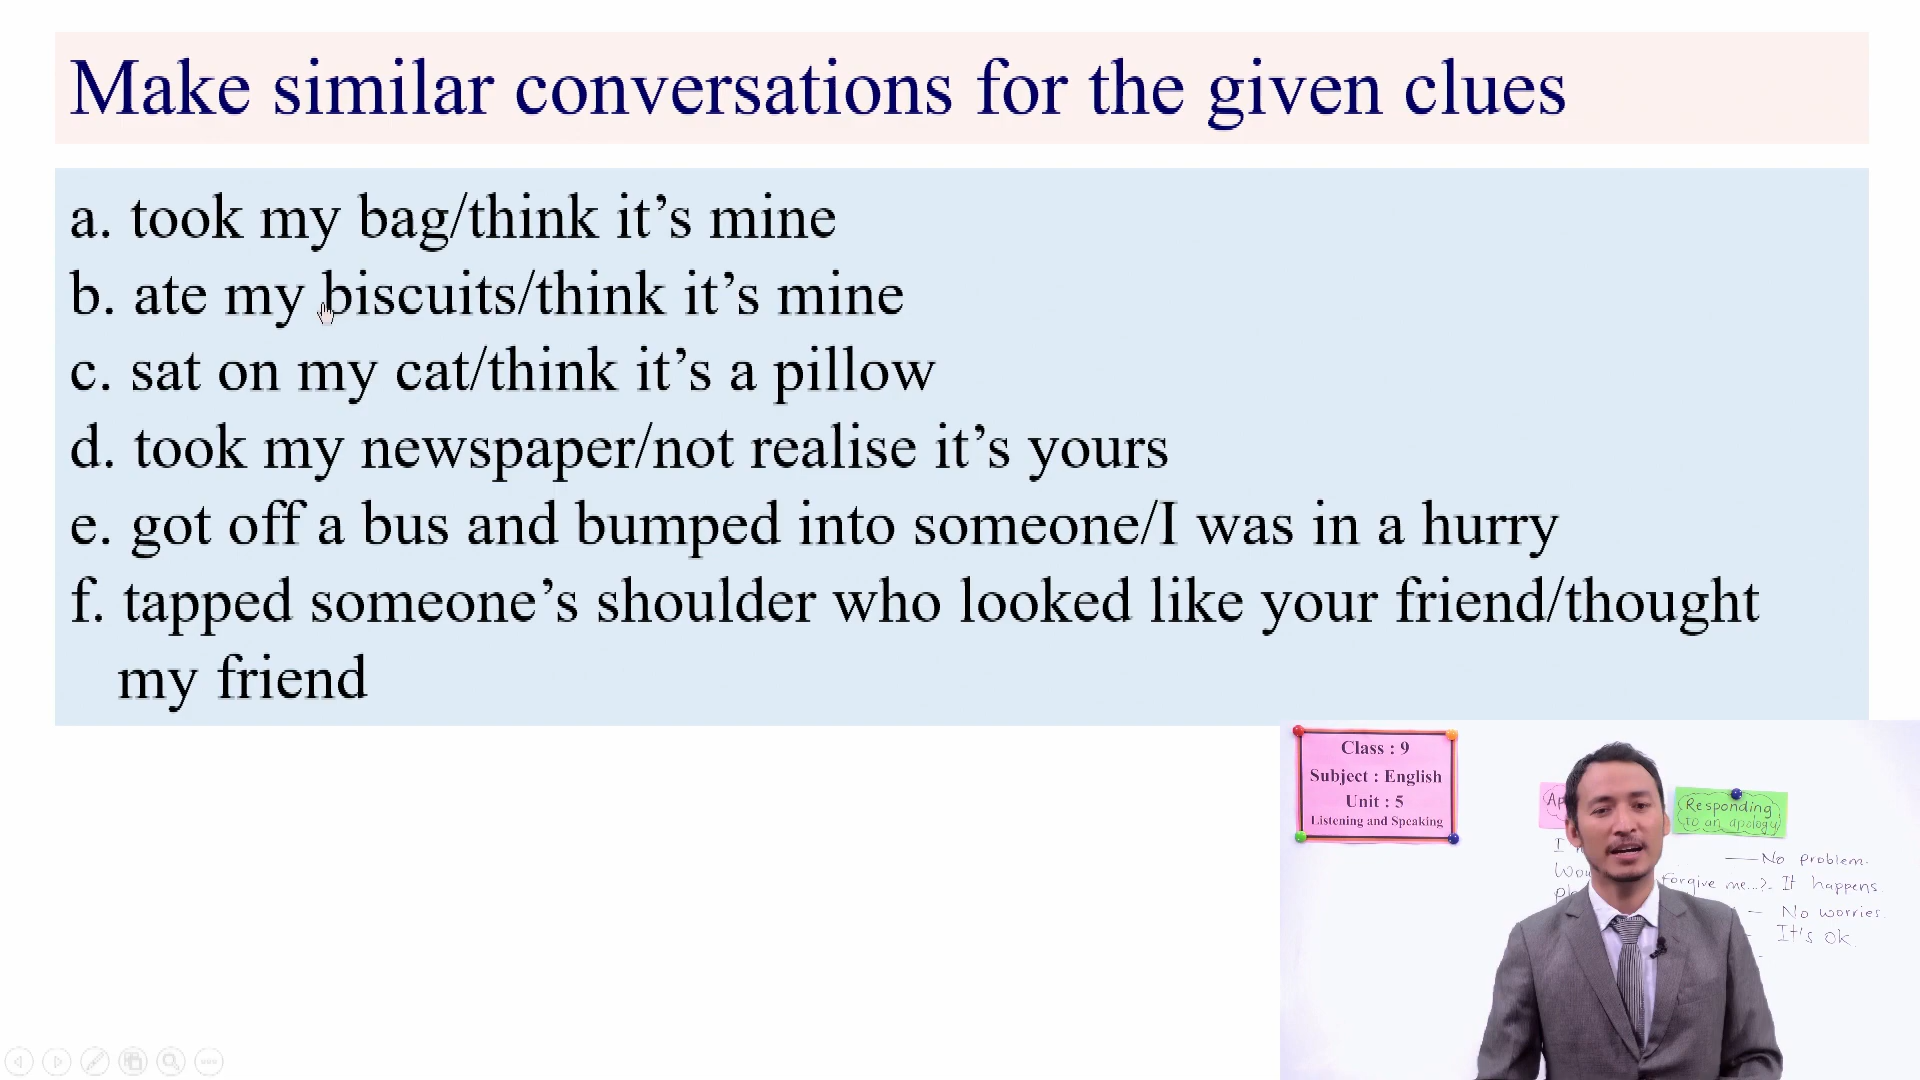 Make similar conversations for the given clues
a. took my bag/think it’s mine
b. ate my biscuits/think it’s mine
c. sat on my cat/think it’s a pillow
d. took my newspaper/not realise it’s yours
e. got off a bus and bumped into someone/I was in a hurry
f. tapped someone’s shoulder who looked like your friend/thought
my friend
Class : 9
Subject : English
Unit : 5
Listening and Speaking
Responding
to an apology
I
No problem.
forgive me...?
It happens.
No worries.
It's ok.